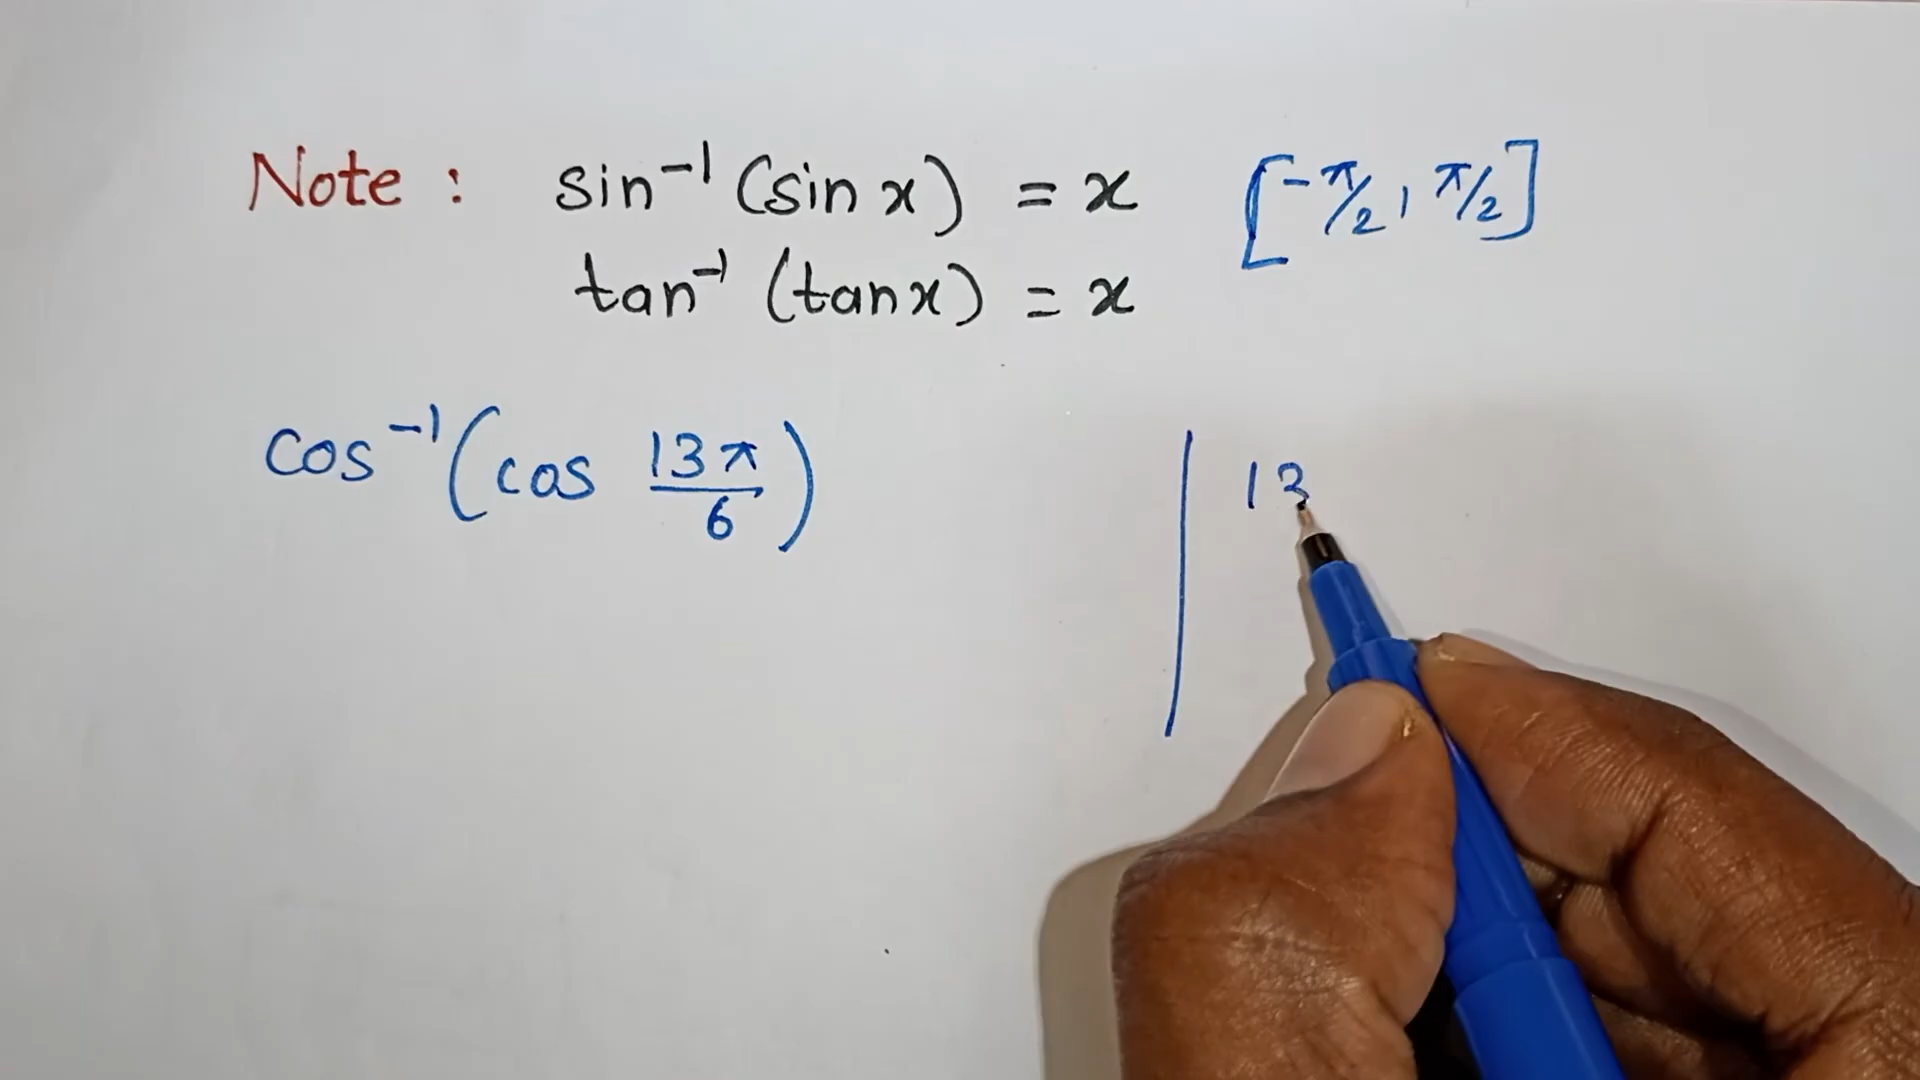 Note : sin⁻¹ (sin x) = x [-π/2, π/2]
tan⁻¹ (tan x) = x
cos⁻¹ (cos 13π/6)
13